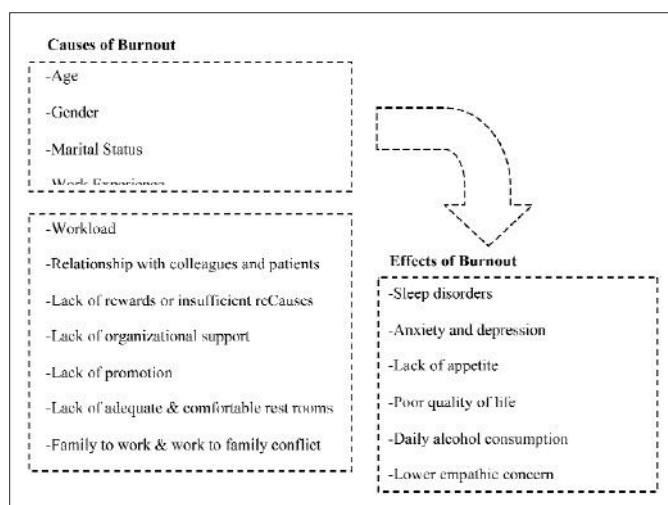 Causes of Burnout
-Age
-Gender
-Marital Status
-Work Experience
-Workload
-Relationship with colleagues and patients
-Lack of rewards or insufficient reCauses
-Lack of organizational support
-Lack of promotion
-Lack of adequate & comfortable rest rooms
-Family to work & work to family conflict
Effects of Burnout
-Sleep disorders
-Anxiety and depression
-Lack of appetite
-Poor quality of life
-Daily alcohol consumption
-Lower empathic concern